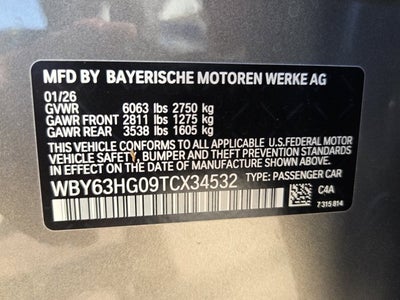 MFD BY BAYERISCHE MOTOREN WERKE AG
01/26
GVWR 6063 lbs 2750 kg
GAWR FRONT 2811 lbs 1275 kg
GAWR REAR 3538 lbs 1605 kg
THIS VEHICLE CONFORMS TO ALL APPLICABLE U.S.FEDERAL MOTOR
VEHICLE SAFETY, BUMPER AND THEFT PREVENTION STANDARDS IN
EFFECT ON THE DATE OF MANUFACTURE SHOWN ABOVE.
WBY63HG09TCX34532 TYPE: PASSENGER CAR
C4A
7 315 814